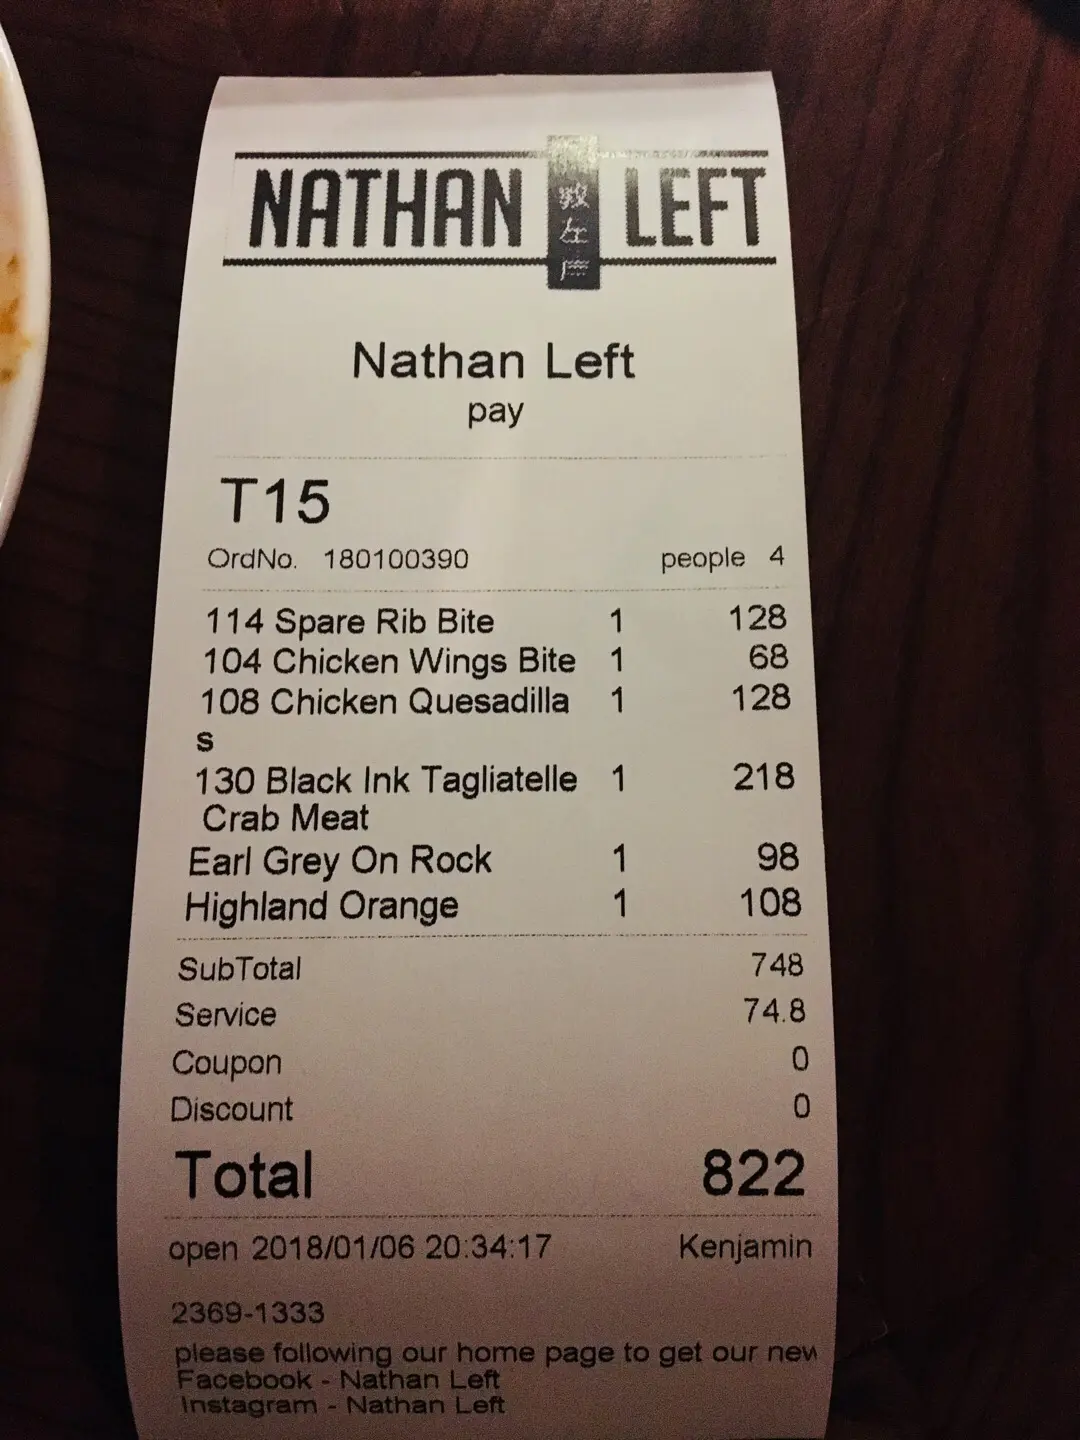 NATHAN LEFT
Nathan Left
pay
T15
OrdNo. 180100390 people 4
114 Spare Rib Bite 1 128
104 Chicken Wings Bite 1 68
108 Chicken Quesadilla 1 128
s
130 Black Ink Tagliatelle 1 218
Crab Meat
Earl Grey On Rock 1 98
Highland Orange 1 108
SubTotal 748
Service 74.8
Coupon 0
Discount 0
Total 822
open 2018/01/06 20:34:17 Kenjamin
2369-1333
please following our home page to get our new
Facebook - Nathan Left
Instagram - Nathan Left